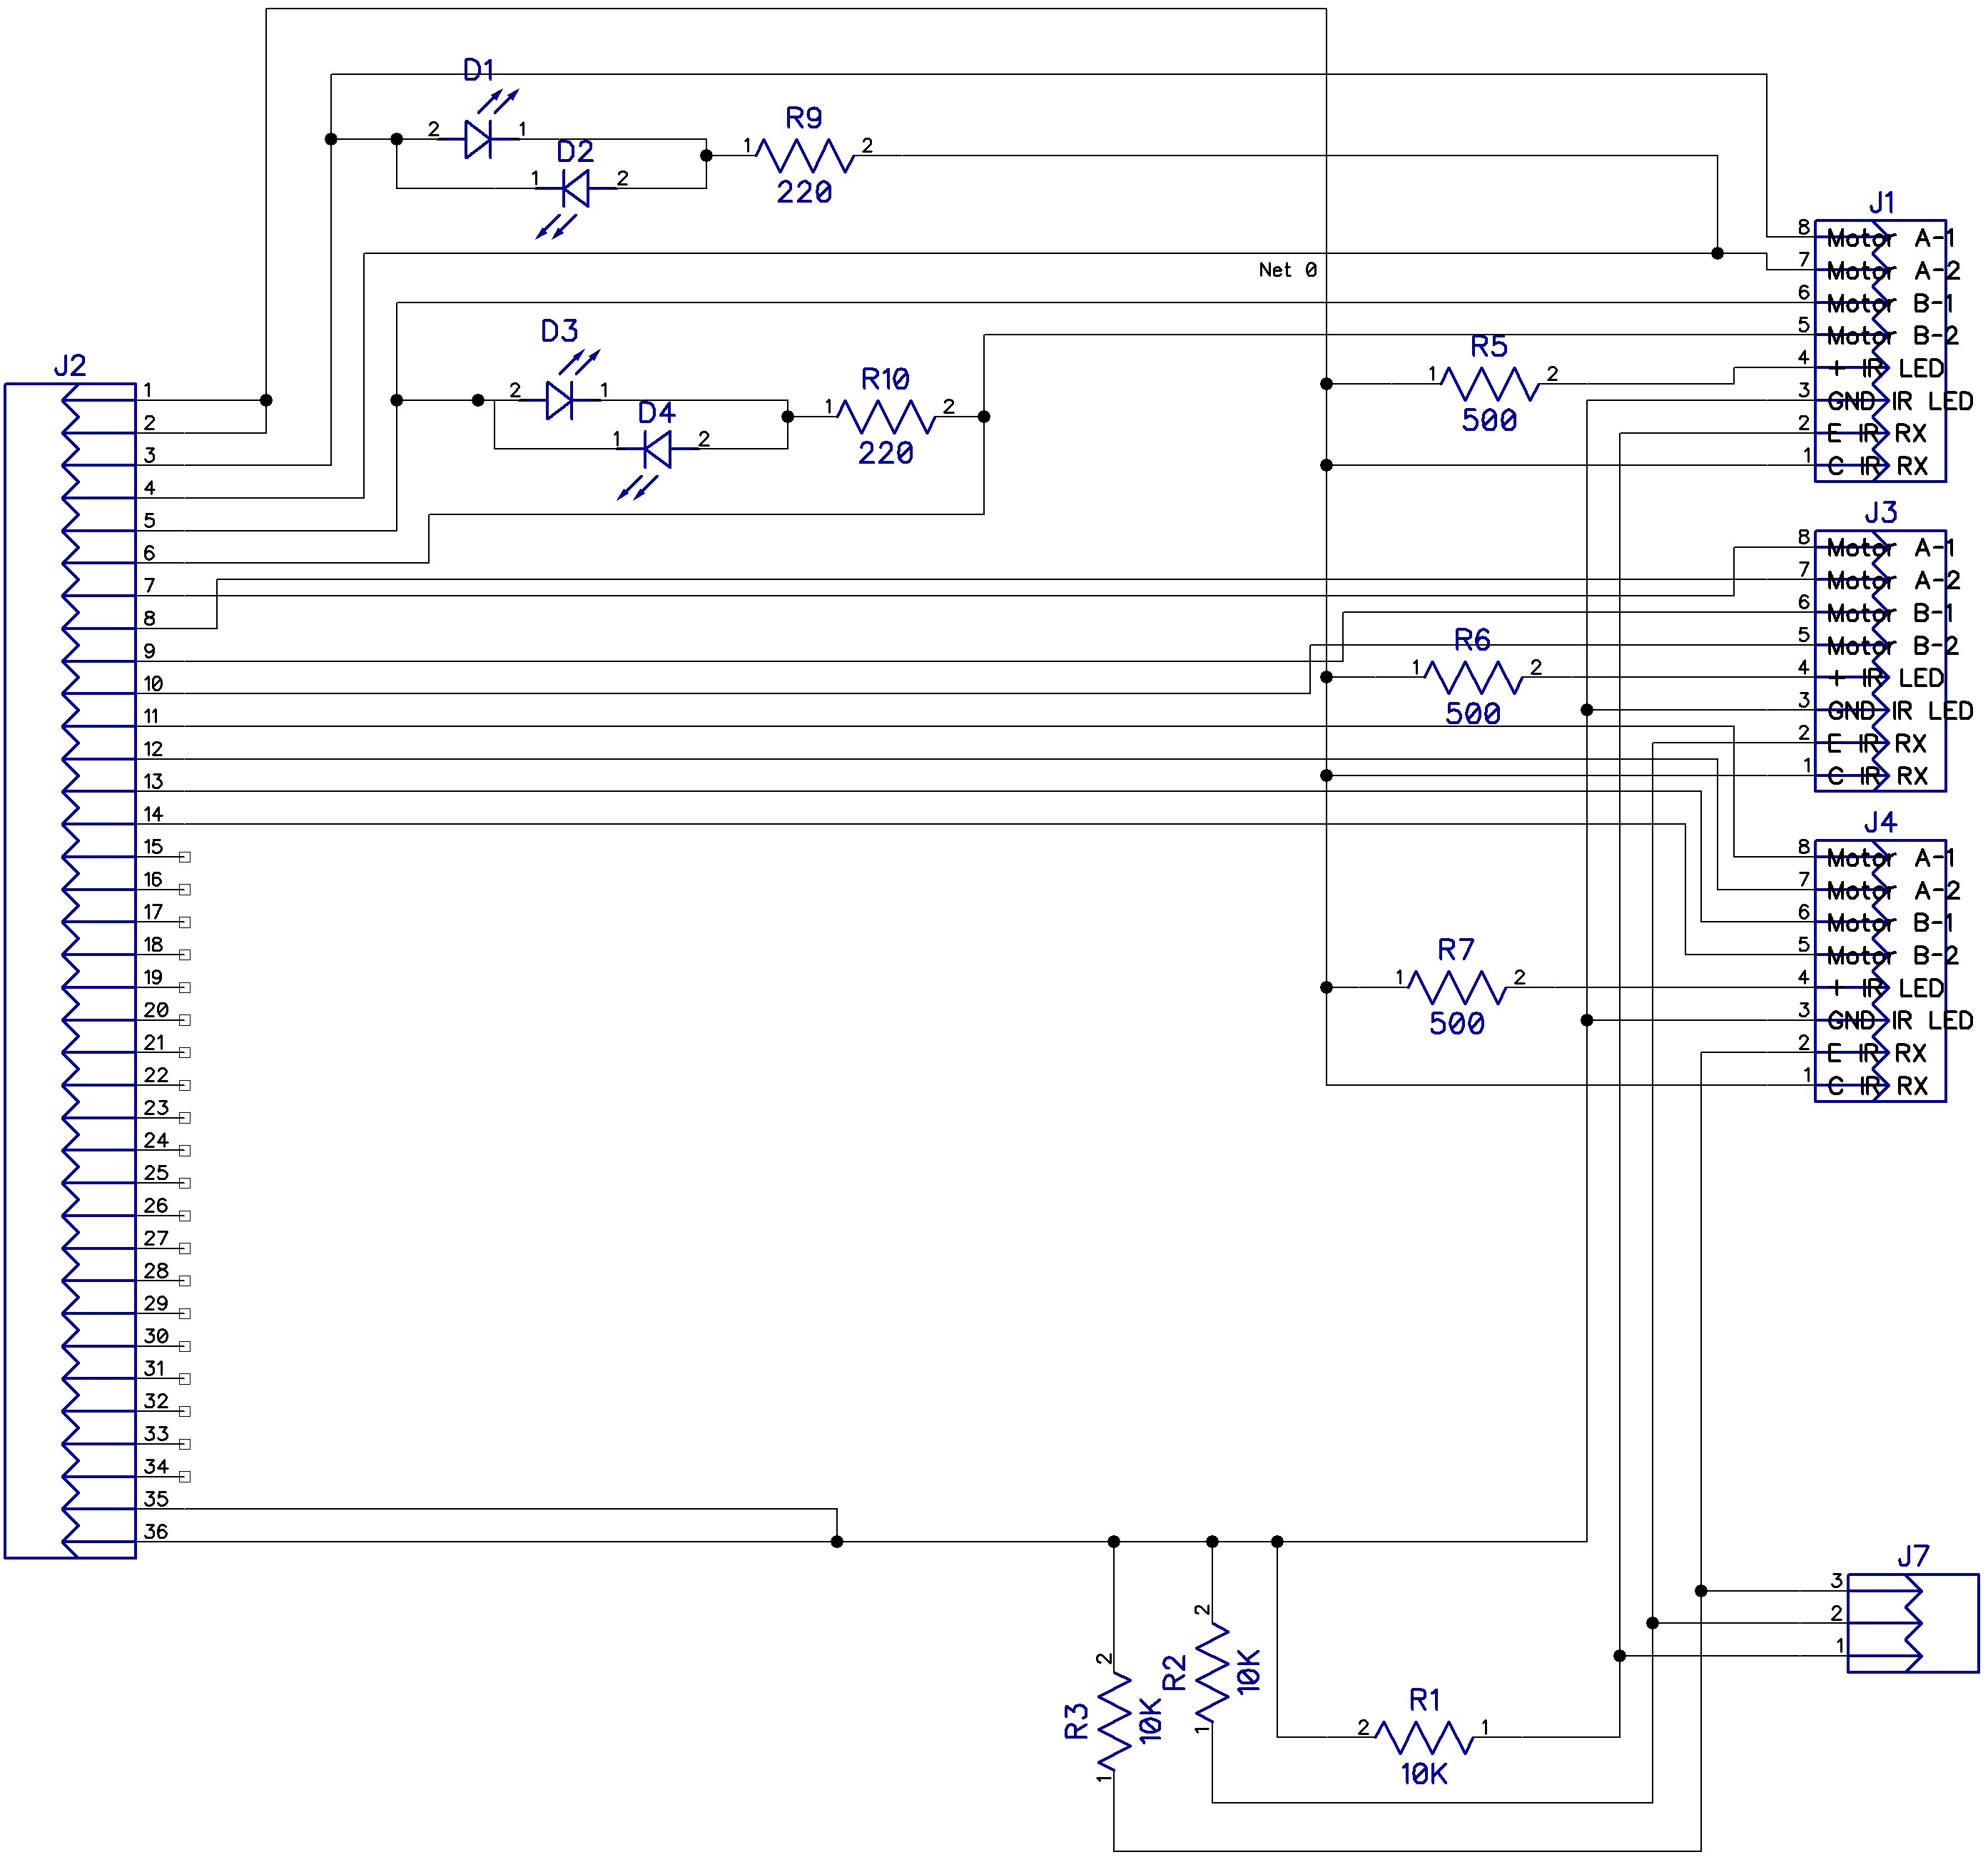 D1
2 1
D2
1 2
R9
1 2
220
J1
8 Motor A-1
7 Motor A-2
6 Motor B-1
5 Motor B-2
4 + IR LED
3 GND IR LED
2 E IR RX
1 C IR RX
Net 0
D3
2 1
D4
1 2
R10
1 2
220
R5
1 2
500
J2
1
2
3
4
5
6
7
8
9
10
11
12
13
14
15
16
17
18
19
20
21
22
23
24
25
26
27
28
29
30
31
32
33
34
35
36
J3
8 Motor A-1
7 Motor A-2
6 Motor B-1
5 Motor B-2
4 + IR LED
3 GND IR LED
2 E IR RX
1 C IR RX
R6
1 2
500
J4
8 Motor A-1
7 Motor A-2
6 Motor B-1
5 Motor B-2
4 + IR LED
3 GND IR LED
2 E IR RX
1 C IR RX
R7
1 2
500
J7
3
2
1
R3
2
1
10K
R2
2
1
10K
R1
2 1
10K